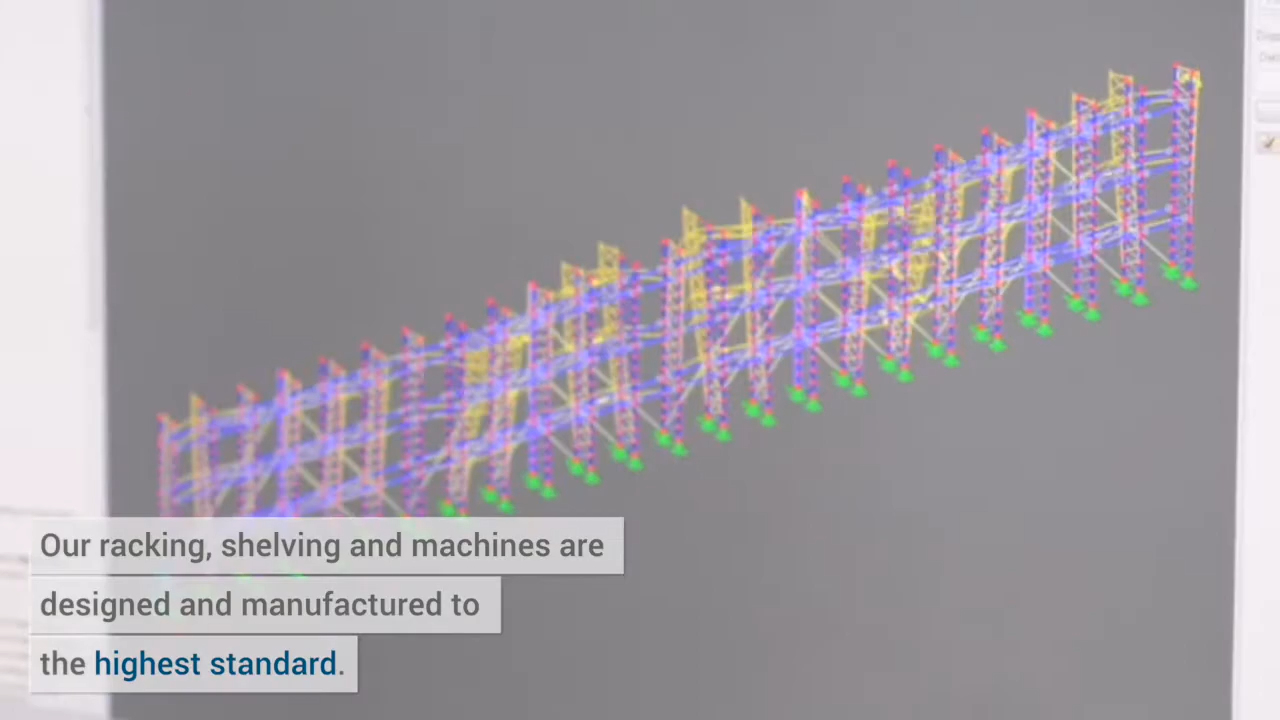 Our racking, shelving and machines are
designed and manufactured to
the highest standard.